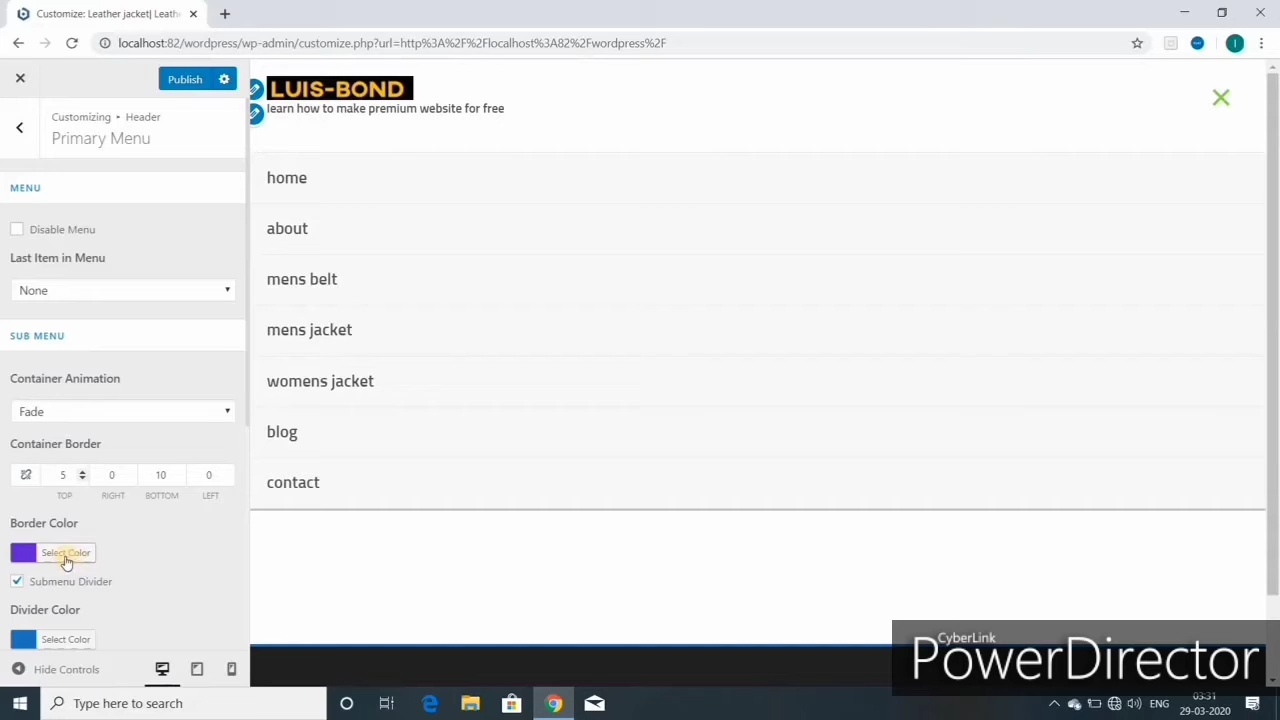 Customize: Leather jacket| Leath
localhost:82/wordpress/wp-admin/customize.php?url=http%3A%2F%2Flocalhost%3A82%2Fwordpress%2F
I
Publish
Customizing • Header
Primary Menu
MENU
Disable Menu
Last Item in Menu
None
SUB MENU
Container Animation
Fade
Container Border
5 0 10 0
TOP RIGHT BOTTOM LEFT
Border Color
Select Color
Submenu Divider
Divider Color
Select Color
Hide Controls
LUIS-BOND
learn how to make premium website for free
home
about
mens belt
mens jacket
womens jacket
blog
contact
CyberLink
PowerDirector
Type here to search
ENG
03:31
29-03-2020